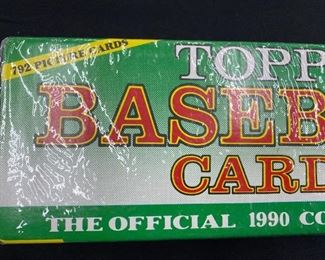 792 PICTURE CARDS
TOPP
BASEB
CARD
THE OFFICIAL 1990 CO